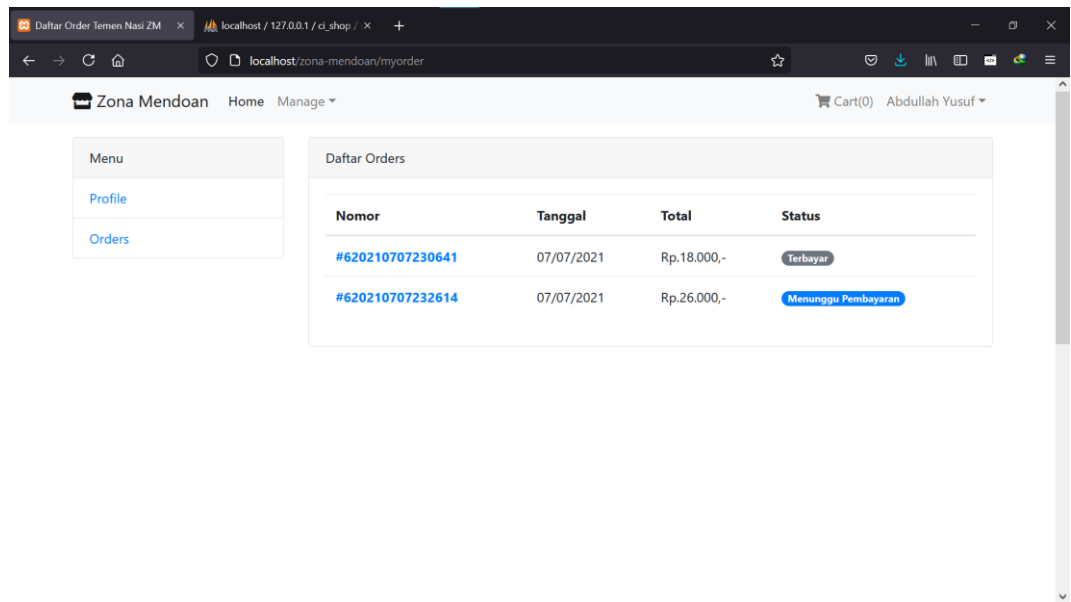 Daftar Order Temen Nasi ZM
localhost / 127.0.0.1 / ci_shop /
localhost/zona-mendoan/myorder
Zona Mendoan Home Manage Cart(0) Abdullah Yusuf
Menu
Profile
Orders
Daftar Orders
Nomor Tanggal Total Status
#620210707230641 07/07/2021 Rp.18.000,- Terbayar
#620210707232614 07/07/2021 Rp.26.000,- Menunggu Pembayaran